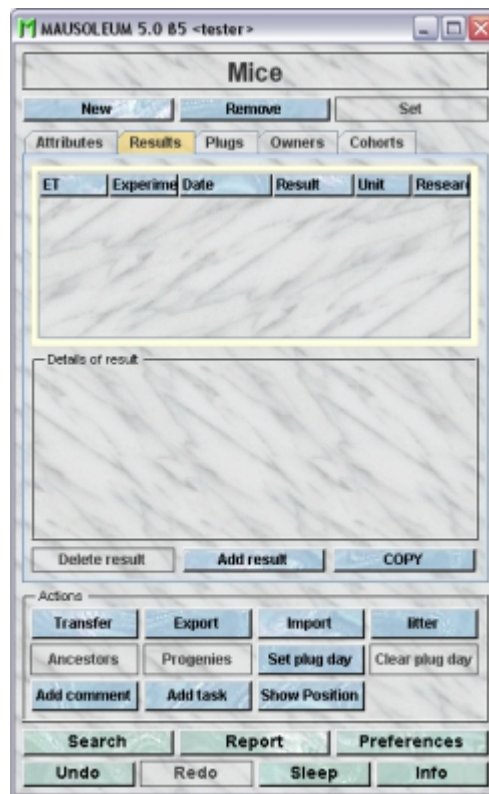 MAUSOLEUM 5.0 ß5 <tester>
Mice
New Remove Set
Attributes Results Plugs Owners Cohorts
ET Experime Date Result Unit Resear
Details of result
Delete result Add result COPY
Actions
Transfer Export Import litter
Ancestors Progenies Set plug day Clear plug day
Add comment Add task Show Position
Search Report Preferences
Undo Redo Sleep Info